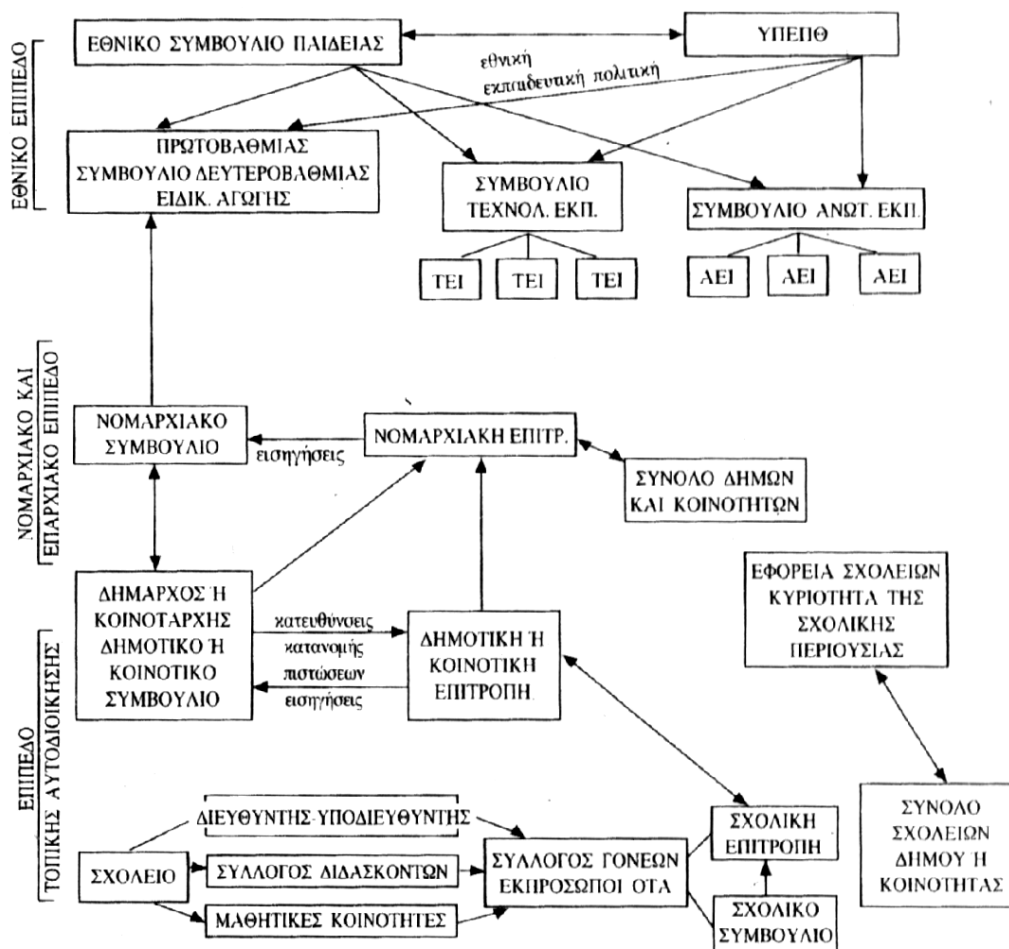 ΕΘΝΙΚΟ ΕΠΙΠΕΔΟ
ΕΘΝΙΚΟ ΣΥΜΒΟΥΛΙΟ ΠΑΙΔΕΙΑΣ
ΥΠΕΠΘ
εθνική
εκπαιδευτική πολιτική
ΠΡΩΤΟΒΑΘΜΙΑΣ
ΣΥΜΒΟΥΛΙΟ ΔΕΥΤΕΡΟΒΑΘΜΙΑΣ
ΕΙΔΙΚ. ΑΓΩΓΗΣ
ΣΥΜΒΟΥΛΙΟ
ΤΕΧΝΟΛ. ΕΚΠ.
ΣΥΜΒΟΥΛΙΟ ΑΝΩΤ. ΕΚΠ.
ΤΕΙ
ΤΕΙ
ΤΕΙ
ΑΕΙ
ΑΕΙ
ΑΕΙ
ΝΟΜΑΡΧΙΑΚΟ ΚΑΙ
ΕΠΑΡΧΙΑΚΟ ΕΠΙΠΕΔΟ
ΝΟΜΑΡΧΙΑΚΟ
ΣΥΜΒΟΥΛΙΟ
εισηγήσεις
ΝΟΜΑΡΧΙΑΚΗ ΕΠΙΤΡ.
ΣΥΝΟΛΟ ΔΗΜΩΝ
ΚΑΙ ΚΟΙΝΟΤΗΤΩΝ
ΕΠΙΠΕΔΟ
ΤΟΠΙΚΗΣ ΑΥΤΟΔΙΟΙΚΗΣΗΣ
ΔΗΜΑΡΧΟΣ Ή
ΚΟΙΝΟΤΑΡΧΗΣ
ΔΗΜΟΤΙΚΟ Ή
ΚΟΙΝΟΤΙΚΟ
ΣΥΜΒΟΥΛΙΟ
κατευθύνσεις
κατανομής
πιστώσεων
εισηγήσεις
ΔΗΜΟΤΙΚΗ Ή
ΚΟΙΝΟΤΙΚΗ
ΕΠΙΤΡΟΠΗ
ΕΦΟΡΕΙΑ ΣΧΟΛΕΙΩΝ
ΚΥΡΙΟΤΗΤΑ ΤΗΣ
ΣΧΟΛΙΚΗΣ
ΠΕΡΙΟΥΣΙΑΣ
ΣΧΟΛΕΙΟ
ΔΙΕΥΘΥΝΤΗΣ-ΥΠΟΔΙΕΥΘΥΝΤΗΣ
ΣΥΛΛΟΓΟΣ ΔΙΔΑΣΚΟΝΤΩΝ
ΜΑΘΗΤΙΚΕΣ ΚΟΙΝΟΤΗΤΕΣ
ΣΥΛΛΟΓΟΣ ΓΟΝΕΩΝ
ΕΚΠΡΟΣΩΠΟΙ ΟΤΑ
ΣΧΟΛΙΚΗ
ΕΠΙΤΡΟΠΗ
ΣΧΟΛΙΚΟ
ΣΥΜΒΟΥΛΙΟ
ΣΥΝΟΛΟ
ΣΧΟΛΕΙΩΝ
ΔΗΜΟΥ Η
ΚΟΙΝΟΤΗΤΑΣ